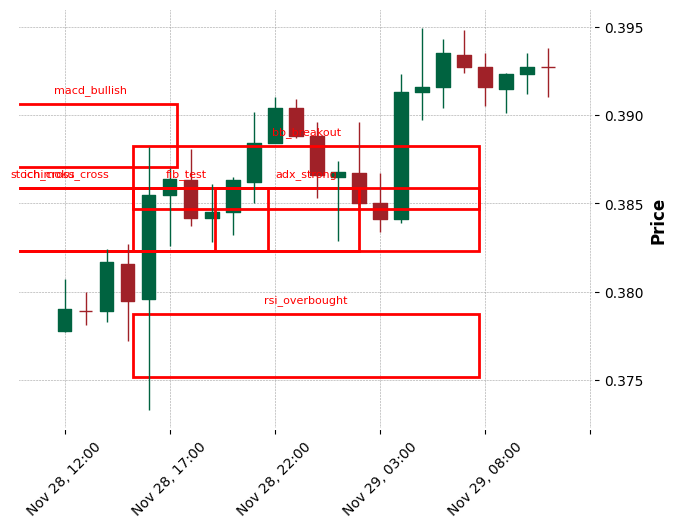 0.395
macd_bullish
0.390
bb_breakout
fib_test
adx_strong
0.385
0.380
rsi_overbought
0.375
Price
Nov 28, 12:00
Nov 28, 17:00
Nov 28, 22:00
Nov 29, 03:00
Nov 29, 08:00